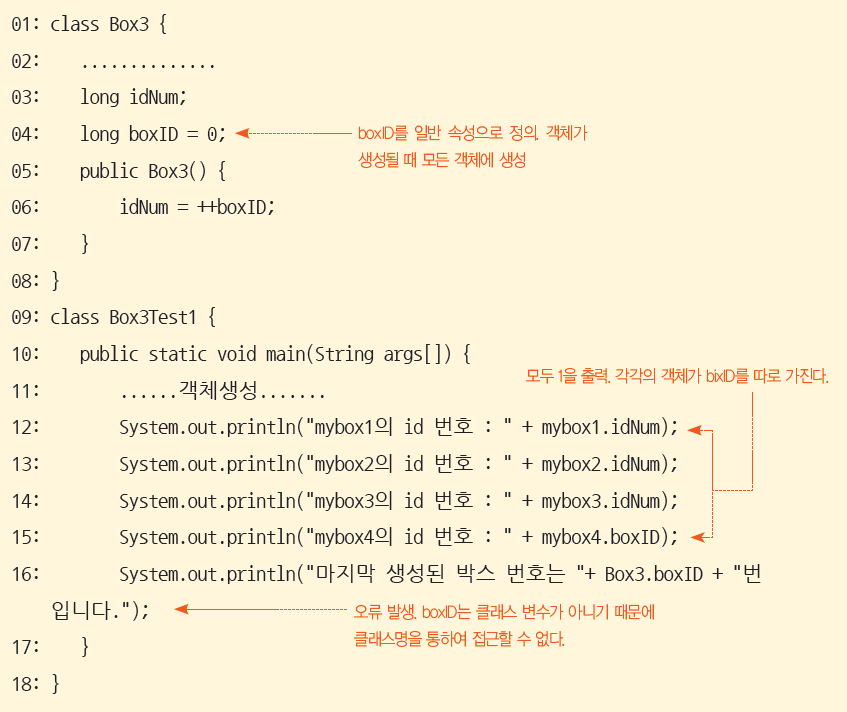 01: class Box3 {
02:    ..............
03:    long idNum;
04:    long boxID = 0;
boxID를 일반 속성으로 정의. 객체가
생성될 때 모든 객체에 생성
05:    public Box3() {
06:        idNum = ++boxID;
07:    }
08: }
09: class Box3Test1 {
10:    public static void main(String args[]) {
모두 1을 출력. 각각의 객체가 bixID를 따로 가진다.
11:        ......객체생성.......
12:        System.out.println("mybox1의 id 번호 : " + mybox1.idNum);
13:        System.out.println("mybox2의 id 번호 : " + mybox2.idNum);
14:        System.out.println("mybox3의 id 번호 : " + mybox3.idNum);
15:        System.out.println("mybox4의 id 번호 : " + mybox4.boxID);
16:        System.out.println("마지막 생성된 박스 번호는 "+ Box3.boxID + "번
입니다.");
오류 발생. boxID는 클래스 변수가 아니기 때문에
클래스명을 통하여 접근할 수 없다.
17:    }
18: }